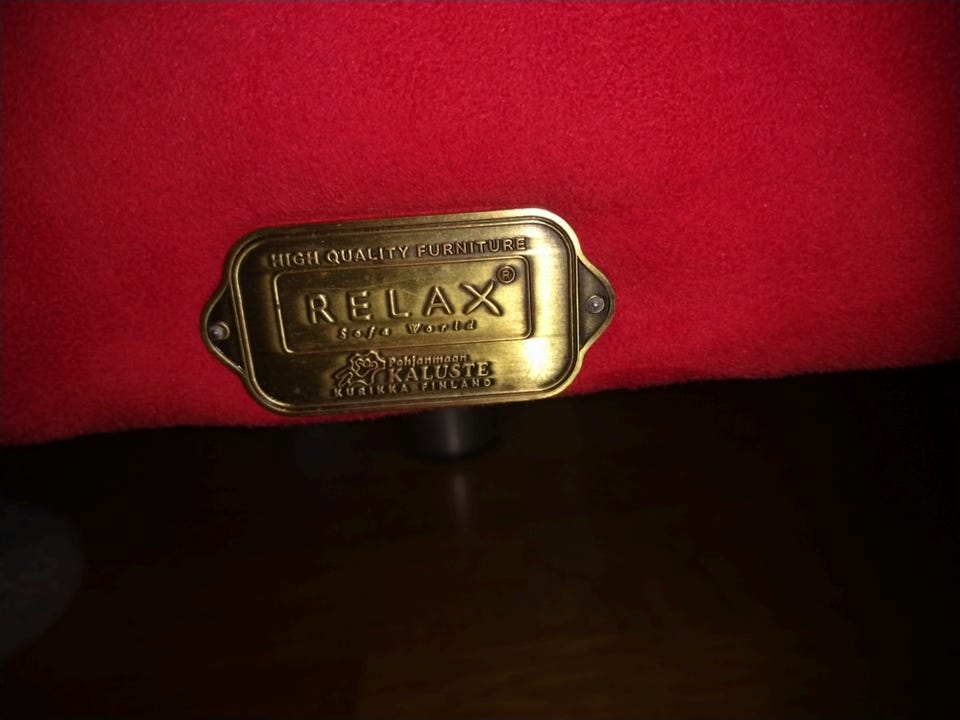 HIGH QUALITY FURNITURE
RELAX®
Sofa World
Pohjanmaan
KALUSTE
KURIKKA FINLAND